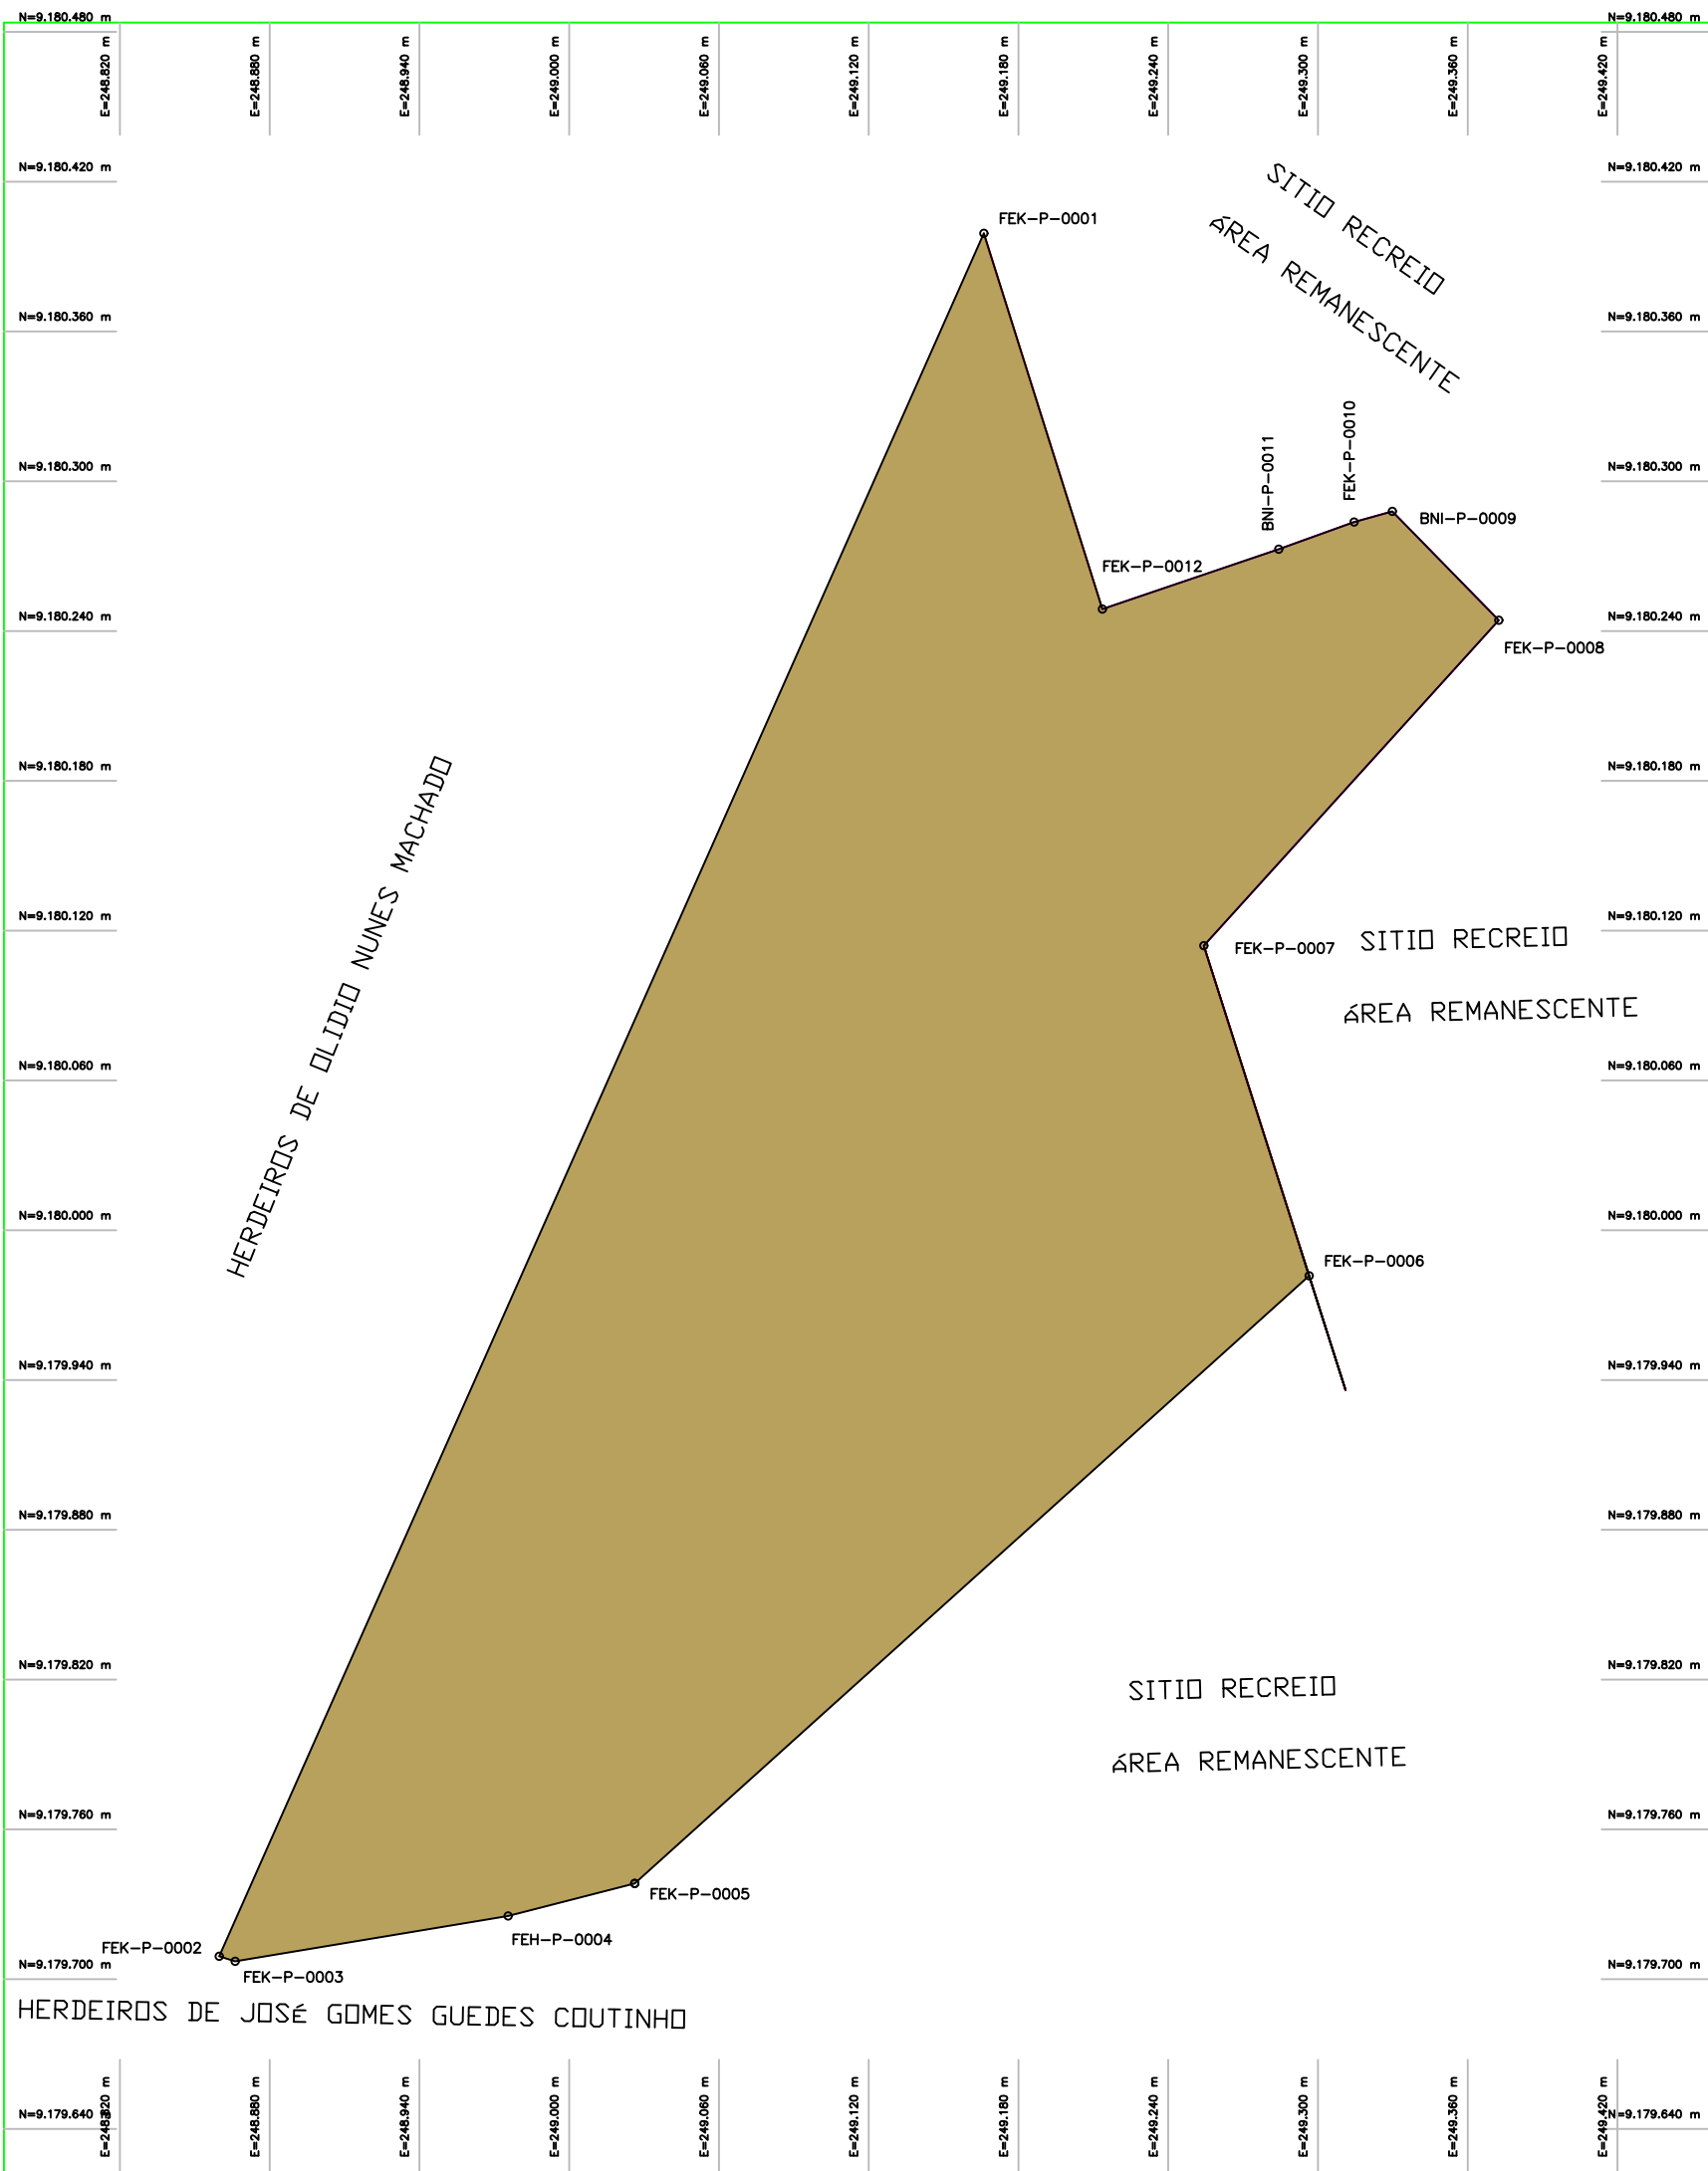 N=9.180.480 m
N=9.180.480 m
E=248.820 m
E=248.880 m
E=248.940 m
E=249.000 m
E=249.060 m
E=249.120 m
E=249.180 m
E=249.240 m
E=249.300 m
E=249.360 m
E=249.420 m
N=9.180.420 m
N=9.180.420 m
SITIO RECREIO
ÁREA REMANESCENTE
FEK-P-0001
N=9.180.360 m
N=9.180.360 m
FEK-P-0010
BNI-P-0011
N=9.180.300 m
N=9.180.300 m
BNI-P-0009
FEK-P-0012
N=9.180.240 m
N=9.180.240 m
FEK-P-0008
N=9.180.180 m
N=9.180.180 m
HERDEIROS DE OLIDIO NUNES MACHADO
N=9.180.120 m
N=9.180.120 m
SITIO RECREIO
FEK-P-0007
ÁREA REMANESCENTE
N=9.180.060 m
N=9.180.060 m
N=9.180.000 m
N=9.180.000 m
FEK-P-0006
N=9.179.940 m
N=9.179.940 m
N=9.179.880 m
N=9.179.880 m
N=9.179.820 m
N=9.179.820 m
SITIO RECREIO
ÁREA REMANESCENTE
N=9.179.760 m
N=9.179.760 m
FEK-P-0005
FEH-P-0004
FEK-P-0002
FEK-P-0003
N=9.179.700 m
N=9.179.700 m
HERDEIROS DE JOSÉ GOMES GUEDES COUTINHO
N=9.179.640 m
N=9.179.640 m
E=248.820 m
E=248.880 m
E=248.940 m
E=249.000 m
E=249.060 m
E=249.120 m
E=249.180 m
E=249.240 m
E=249.300 m
E=249.360 m
E=249.420 m